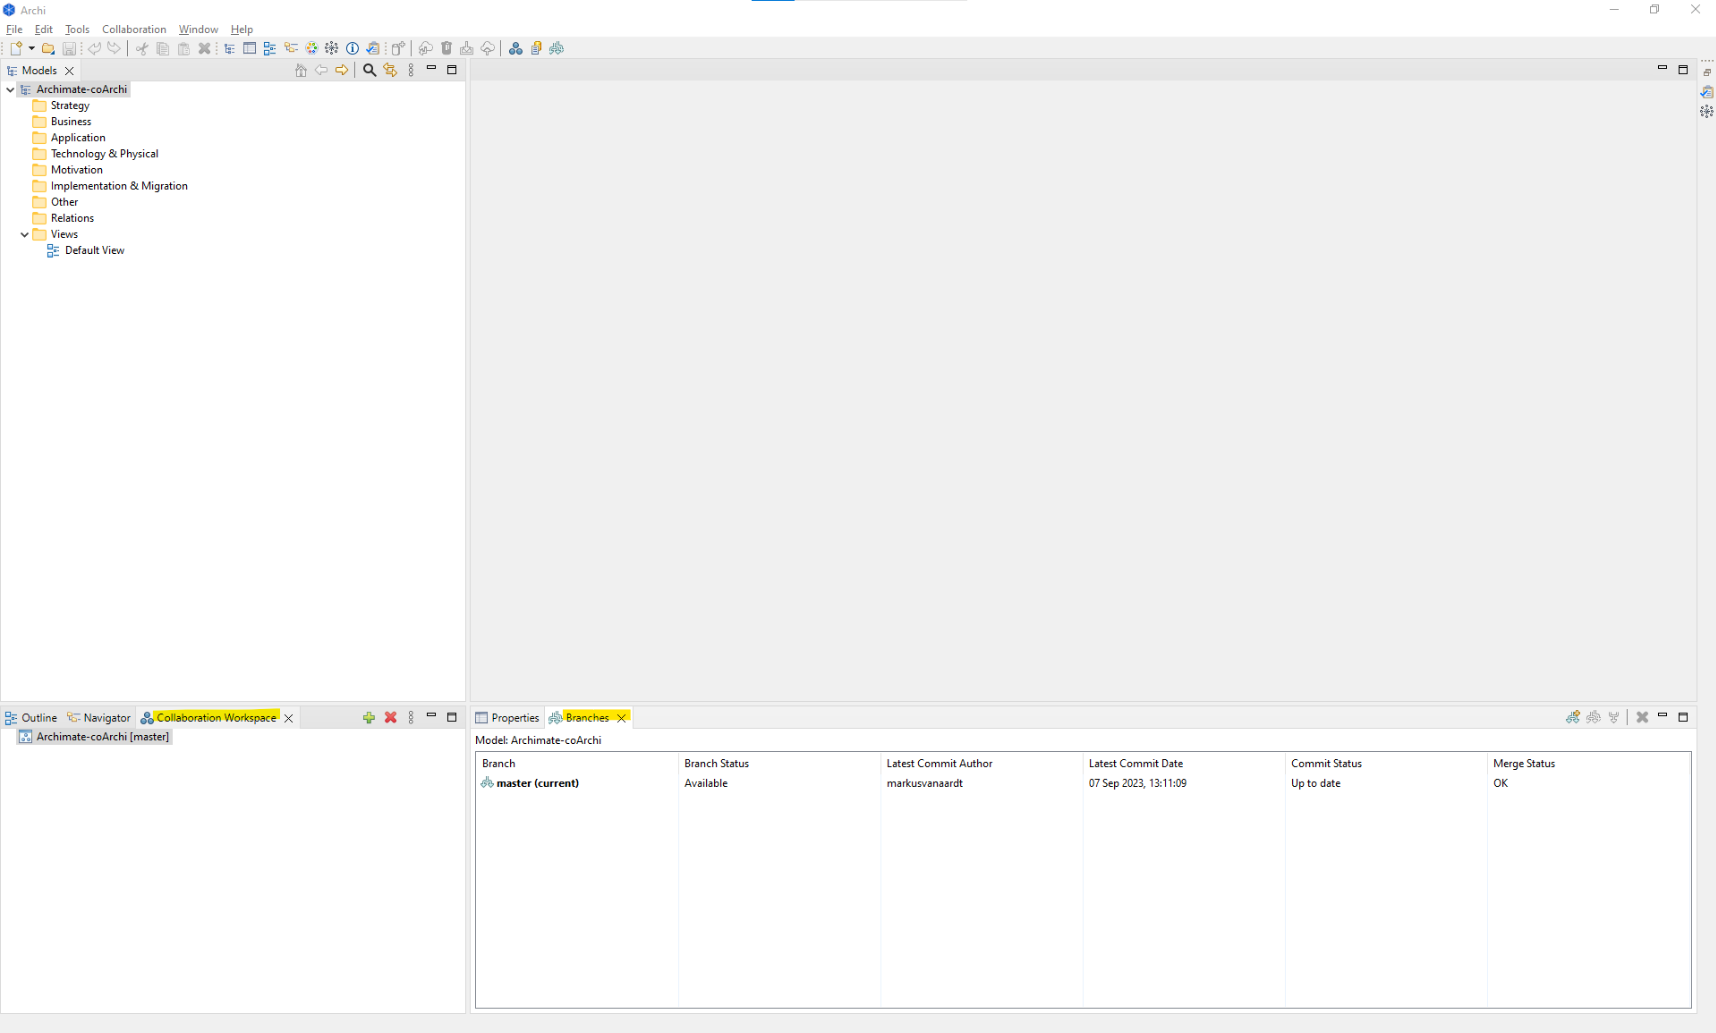 Archi
File Edit Tools Collaboration Window Help
Models
Archimate-coArchi
Strategy
Business
Application
Technology & Physical
Motivation
Implementation & Migration
Other
Relations
Views
Default View
Outline Navigator Collaboration Workspace
Archimate-coArchi [master]
Properties Branches
Model: Archimate-coArchi
Branch Branch Status Latest Commit Author Latest Commit Date Commit Status Merge Status
master (current) Available markusvanaardt 07 Sep 2023, 13:11:09 Up to date OK